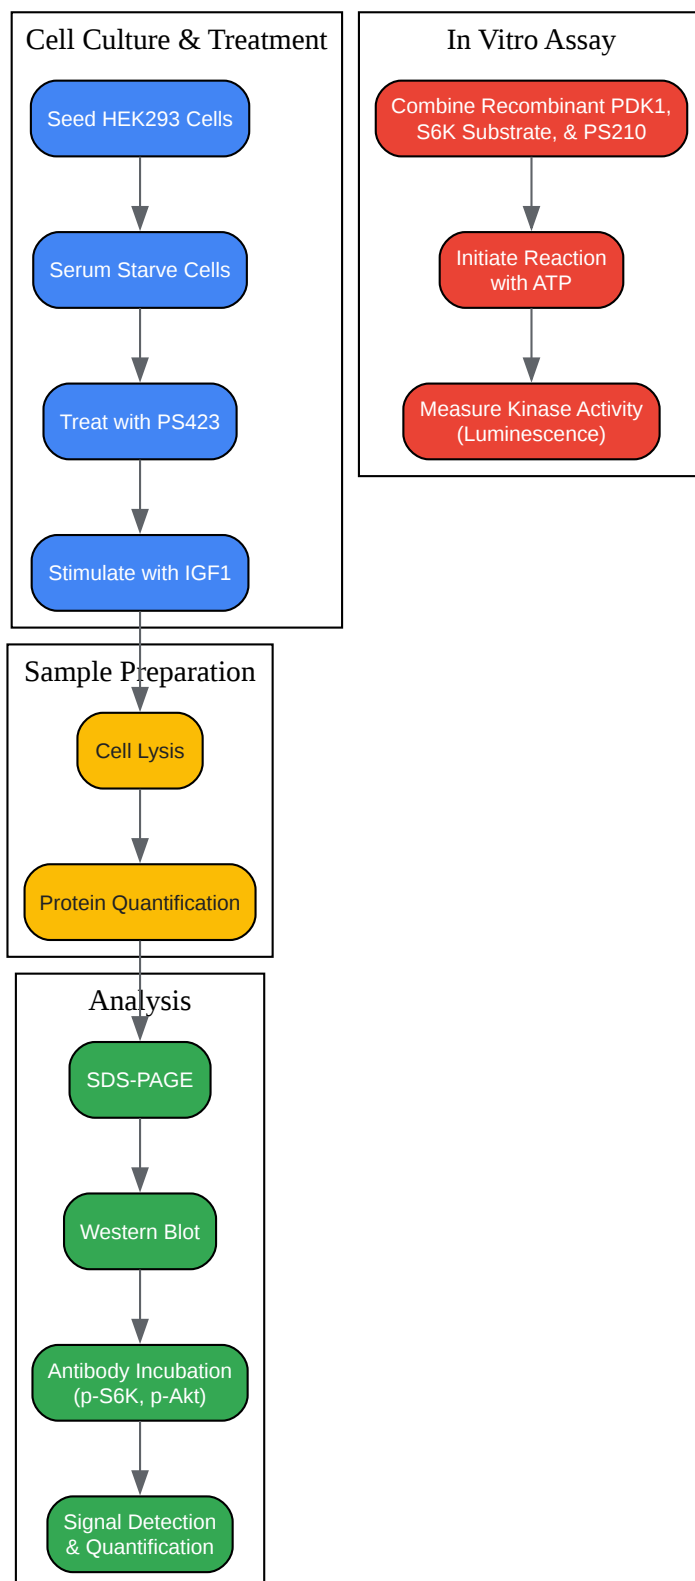 Cell Culture & Treatment
Seed HEK293 Cells
Serum Starve Cells
Treat with PS423
Stimulate with IGF1
Sample Preparation
Cell Lysis
Protein Quantification
Analysis
SDS-PAGE
Western Blot
Antibody Incubation
(p-S6K, p-Akt)
Signal Detection
& Quantification
In Vitro Assay
Combine Recombinant PDK1,
S6K Substrate, & PS210
Initiate Reaction
with ATP
Measure Kinase Activity
(Luminescence)